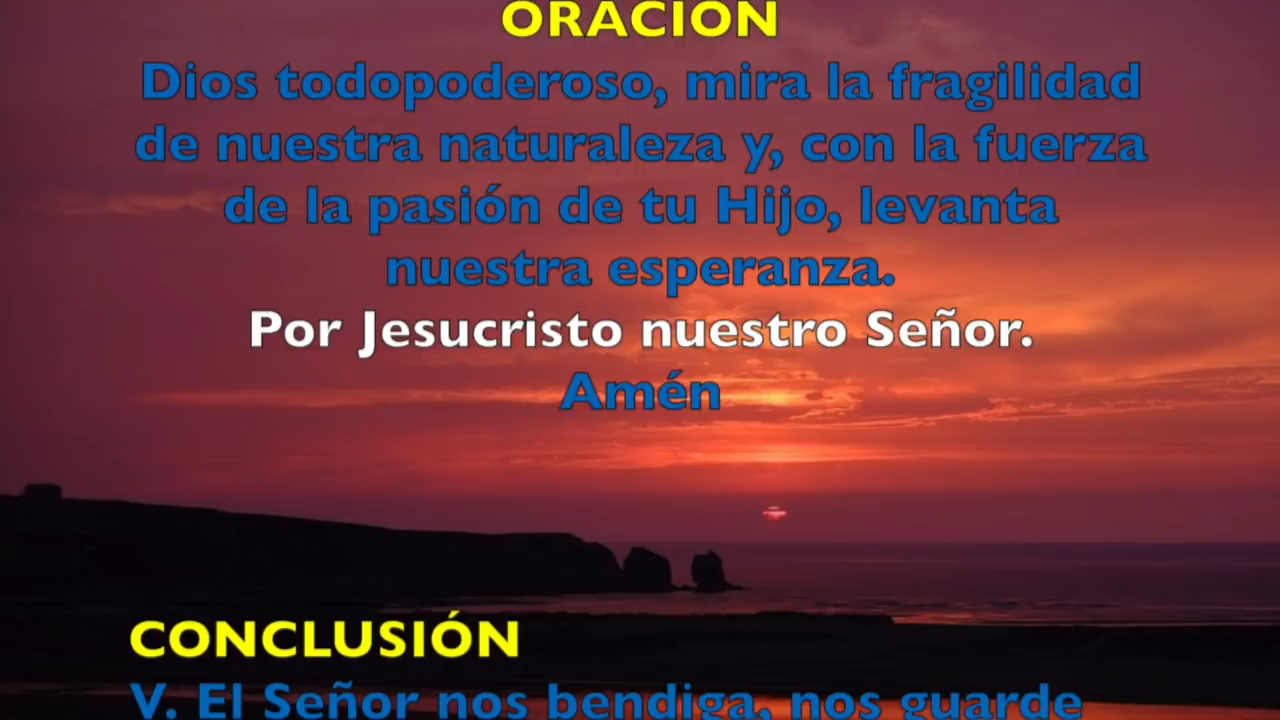 ORACIÓN
Dios todopoderoso, mira la fragilidad
de nuestra naturaleza y, con la fuerza
de la pasión de tu Hijo, levanta
nuestra esperanza.
Por Jesucristo nuestro Señor.
Amén
CONCLUSIÓN
V. El Señor nos bendiga, nos guarde